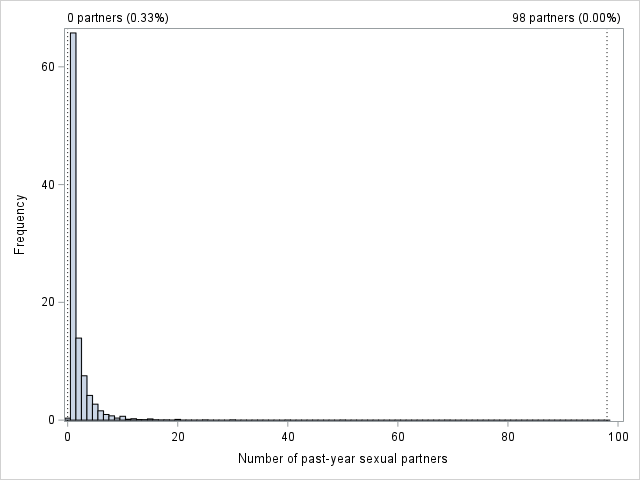 0 partners (0.33%) 98 partners (0.00%)
60
40
20
0
Frequency
0 20 40 60 80 100
Number of past-year sexual partners